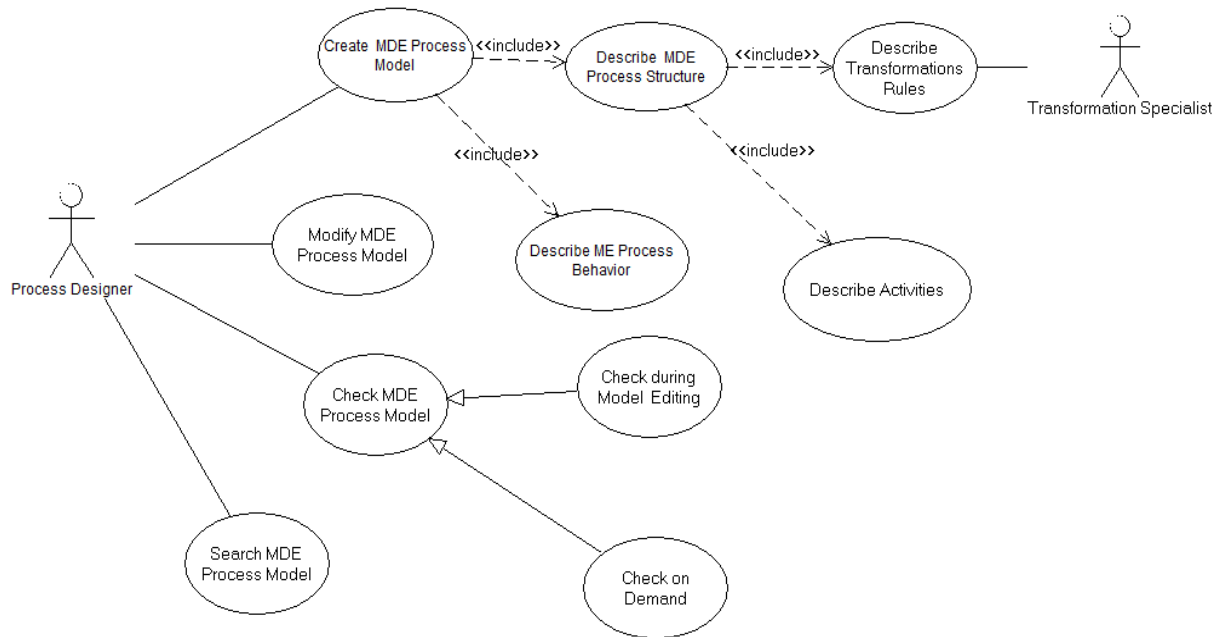 Create MDE Process
Model
<<include>>
Describe MDE
Process Structure
<<include>>
Describe
Transformations
Rules
Transformation Specialist
<<include>>
<<include>>
Process Designer
Modify MDE
Process Model
Describe ME Process
Behavior
Describe Activities
Check MDE
Process Model
Check during
Model Editing
Search MDE
Process Model
Check on
Demand